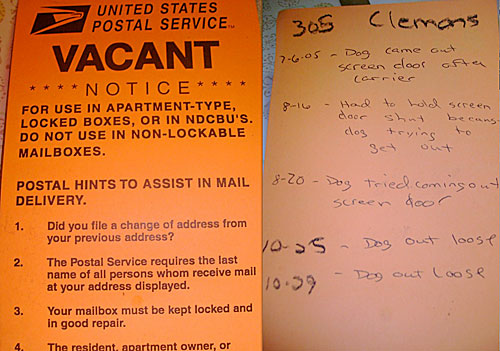 UNITED STATES
POSTAL SERVICE™
VACANT
**** NOTICE ****
FOR USE IN APARTMENT-TYPE,
LOCKED BOXES, OR IN NDCBU'S.
DO NOT USE IN NON-LOCKABLE
MAILBOXES.
POSTAL HINTS TO ASSIST IN MAIL
DELIVERY.
1. Did you file a change of address from
your previous address?
2. The Postal Service requires the last
name of all persons whom receive mail
at your address displayed.
3. Your mailbox must be kept locked and
in good repair.
4. The resident, apartment owner, or
305 Clemons
7-6-05 - Dog came out
screen door after
carrier
8-16 - Had to hold screen
door shut because
dog trying to
get out
8-20 - Dog tried coming out
screen door
10-25 - Dog out loose
10-29 - Dog out Loose